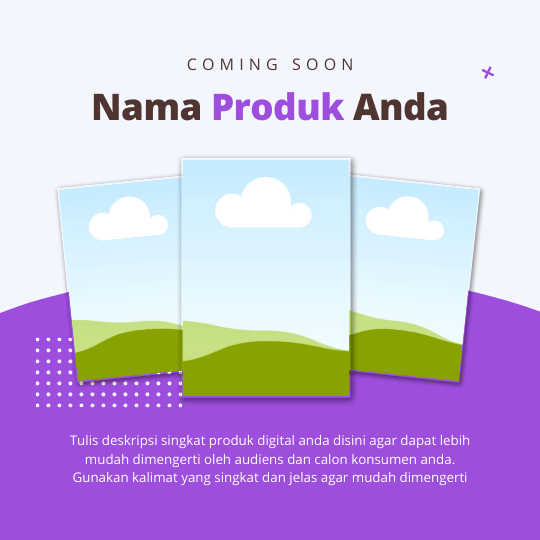 COMING SOON
Nama Produk Anda
Tulis deskripsi singkat produk digital anda disini agar dapat lebih
mudah dimengerti oleh audiens dan calon konsumen anda.
Gunakan kalimat yang singkat dan jelas agar mudah dimengerti